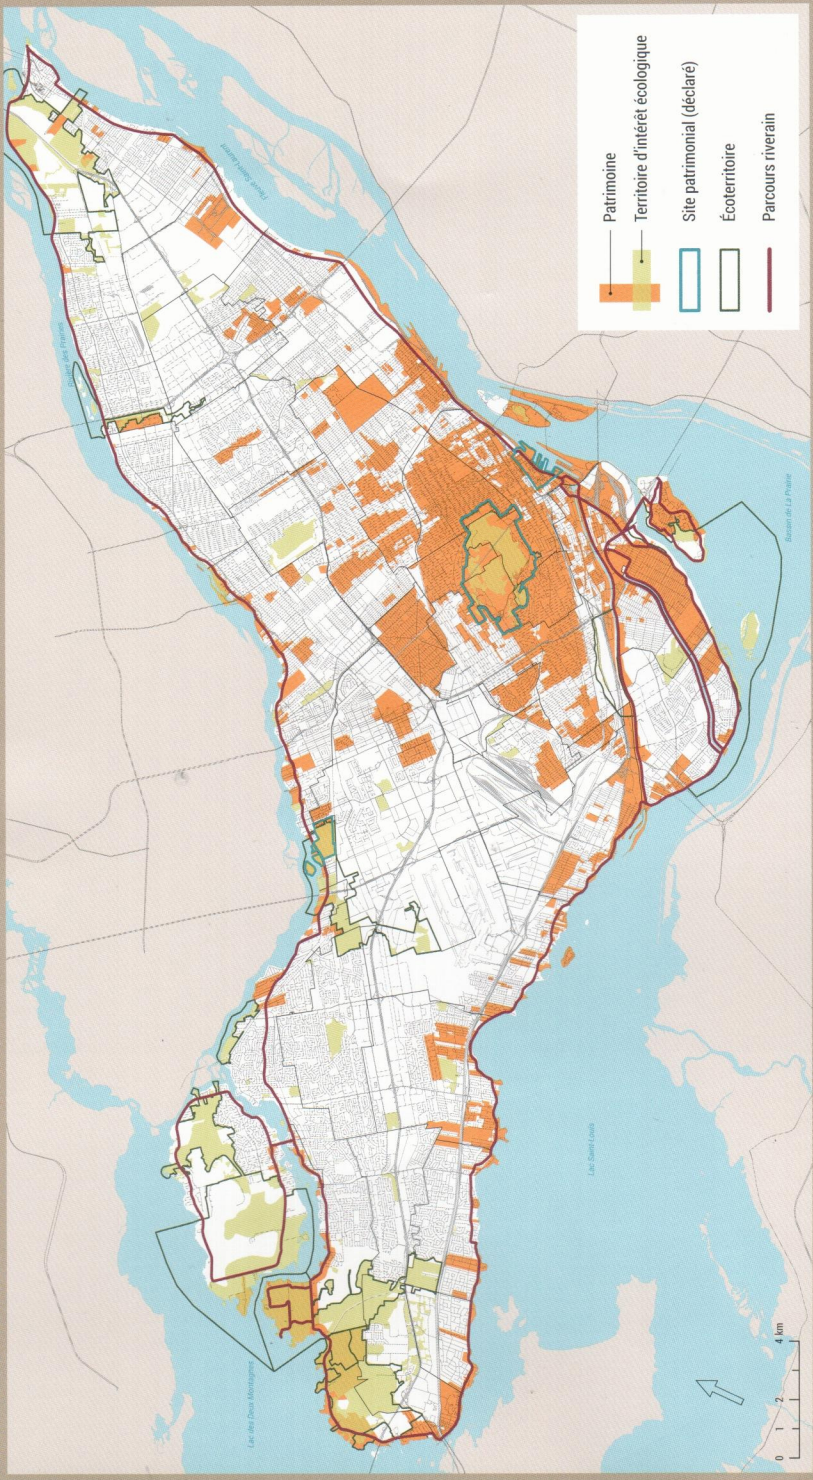 Patrimoine
Territoire d'intérêt écologique
Site patrimonial (déclaré)
Écoterritoire
Parcours riverain
Rivière des Prairies
Fleuve Saint-Laurent
Bassin de La Prairie
Lac Saint-Louis
Lac des Deux Montagnes
0 1 2 4 km